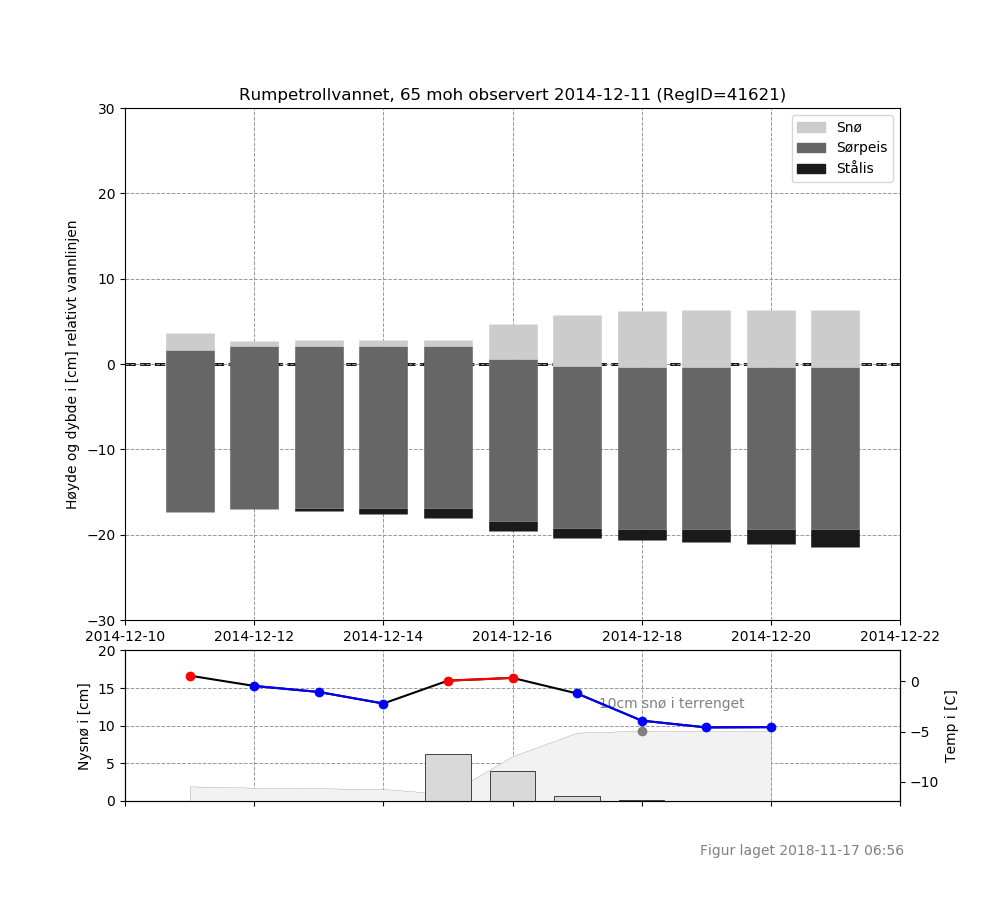 Rumpetrollvannet, 65 moh observert 2014-12-11 (RegID=41621)
Høyde og dybde i [cm] relativt vannlinjen
30
20
10
0
−10
−20
−30
Snø
Sørpeis
Stålis
2014-12-10
2014-12-12
2014-12-14
2014-12-16
2014-12-18
2014-12-20
2014-12-22
Nysnø i [cm]
20
15
10
5
0
10cm snø i terrenget
0
−5
−10
Temp i [C]
Figur laget 2018-11-17 06:56